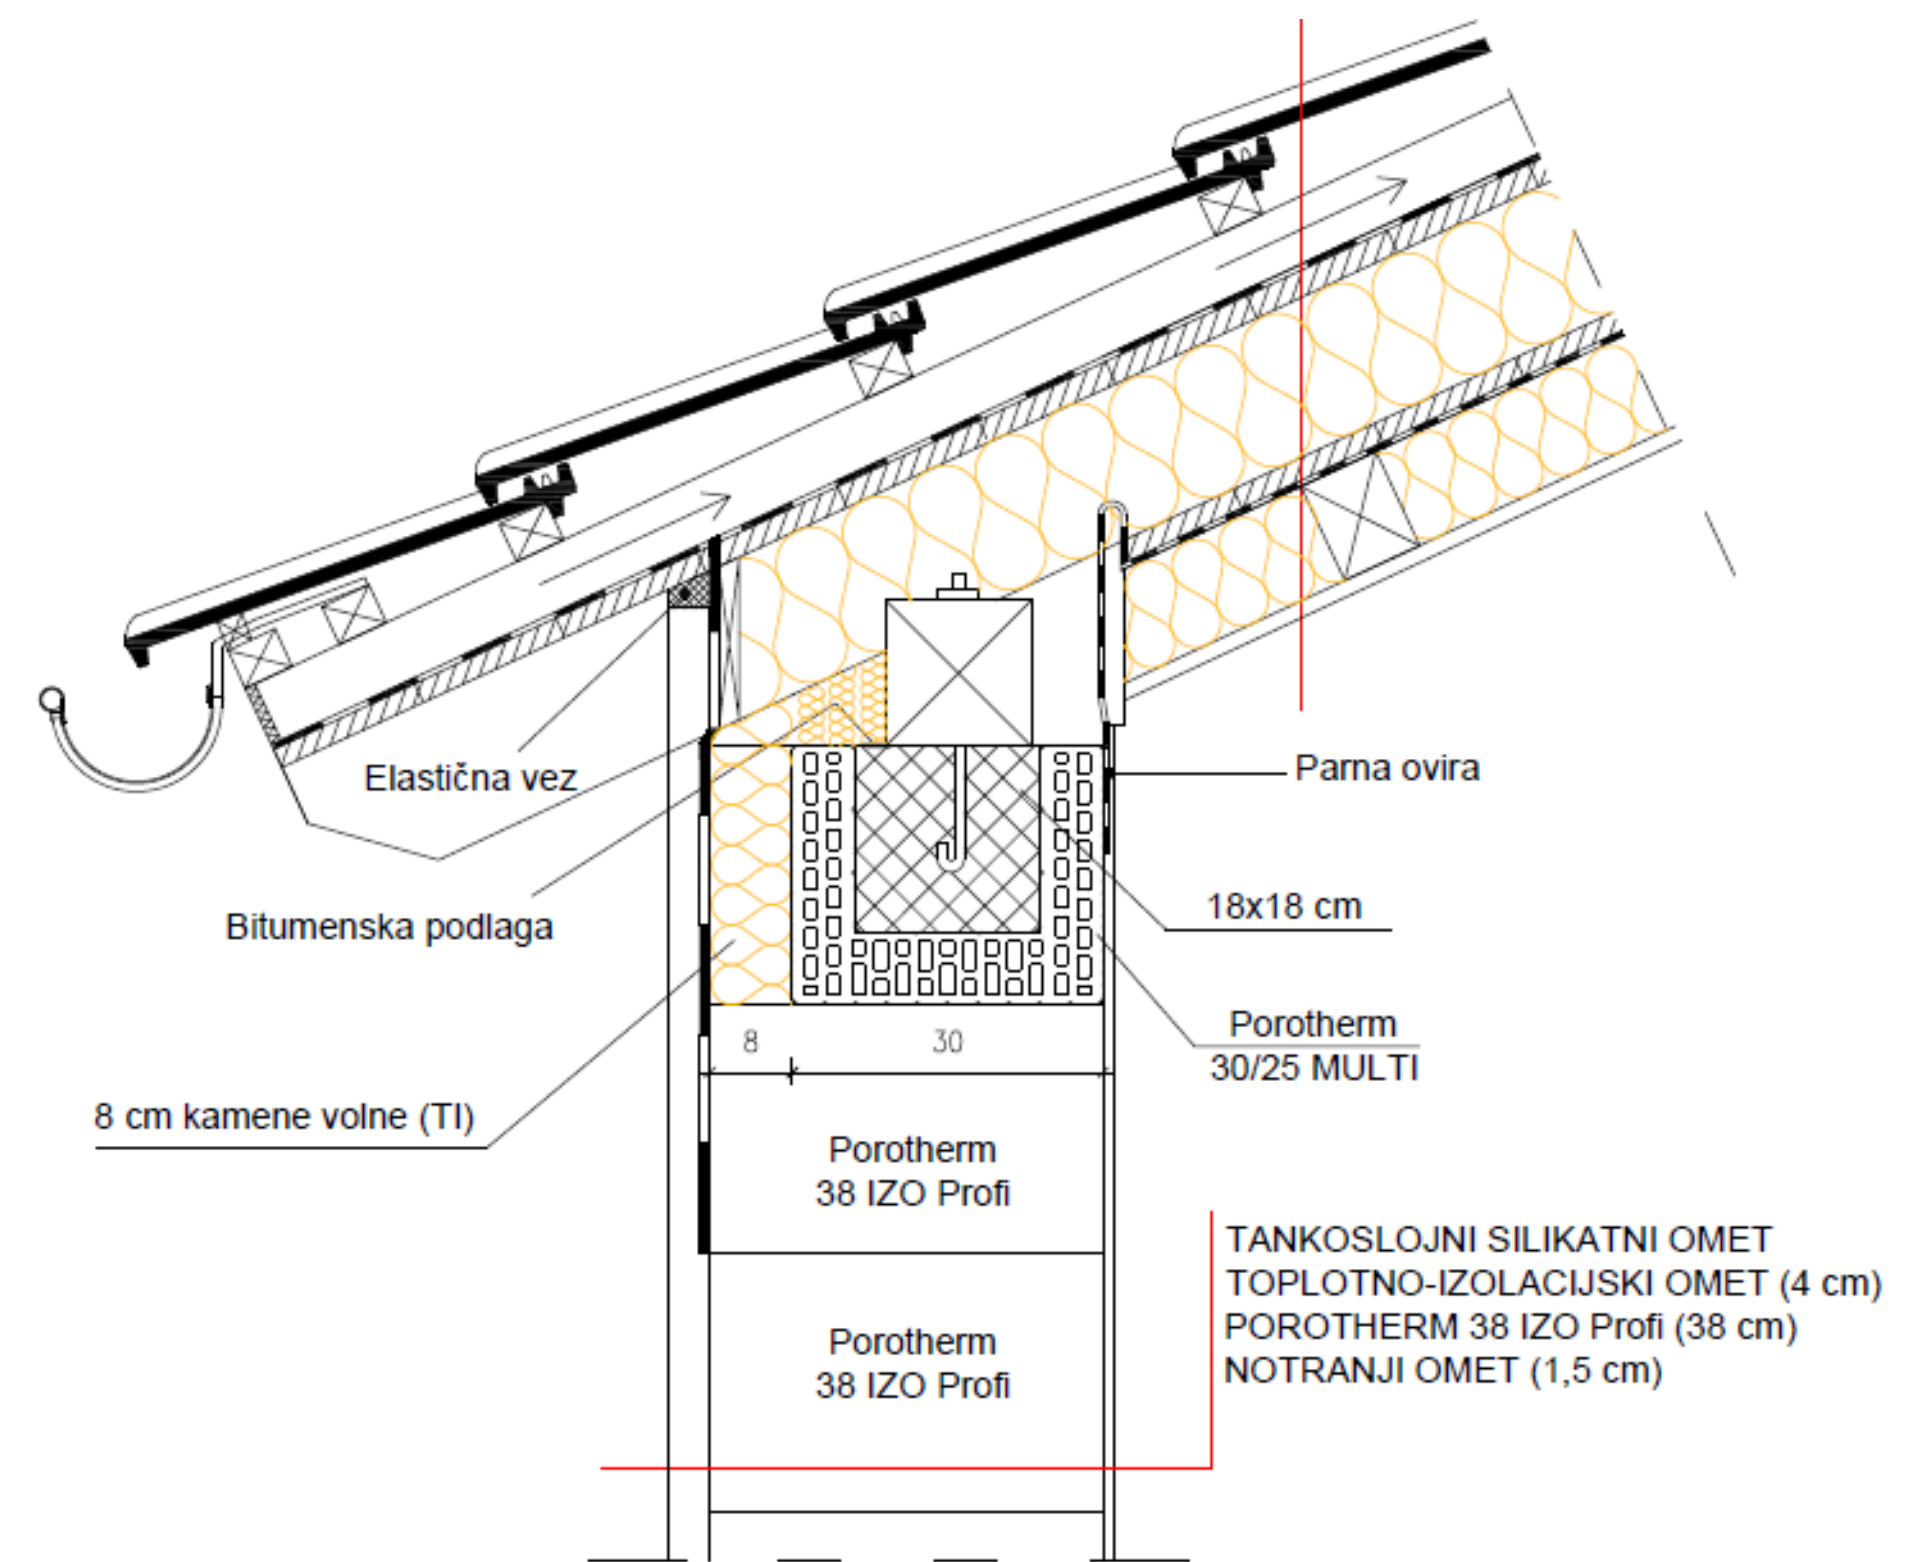 Elastična vez
Parna ovira
Bitumenska podlaga
18x18 cm
Porotherm
30/25 MULTI
8
30
8 cm kamene volne (TI)
Porotherm
38 IZO Profi
Porotherm
38 IZO Profi
TANKOSLOJNI SILIKATNI OMET
TOPLOTNO-IZOLACIJSKI OMET (4 cm)
POROTHERM 38 IZO Profi (38 cm)
NOTRANJI OMET (1,5 cm)